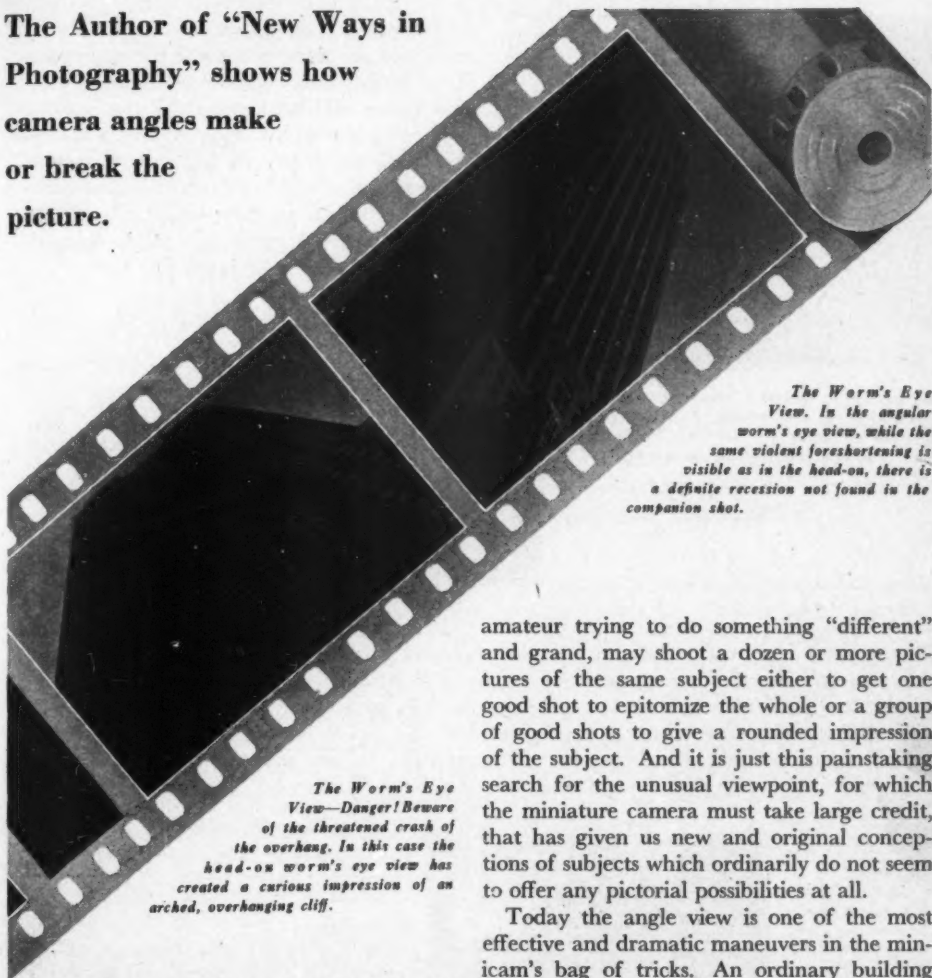 The Author of “New Ways in
Photography” shows how
camera angles make
or break the
picture.
The Worm's Eye
View. In the angular
worm's eye view, while the
same violent foreshortening is
visible as in the head-on, there is
a definite recession not found in the
companion shot.
The Worm's Eye
View—Danger! Beware
of the threatened crash of
the overhang. In this case the
head-on worm's eye view has
created a curious impression of an
arched, overhanging cliff.
amateur trying to do something “different”
and grand, may shoot a dozen or more pic-
tures of the same subject either to get one
good shot to epitomize the whole or a group
of good shots to give a rounded impression
of the subject. And it is just this painstaking
search for the unusual viewpoint, for which
the miniature camera must take large credit,
that has given us new and original concep-
tions of subjects which ordinarily do not seem
to offer any pictorial possibilities at all.
Today the angle view is one of the most
effective and dramatic maneuvers in the min-
icam's bag of tricks. An ordinary building